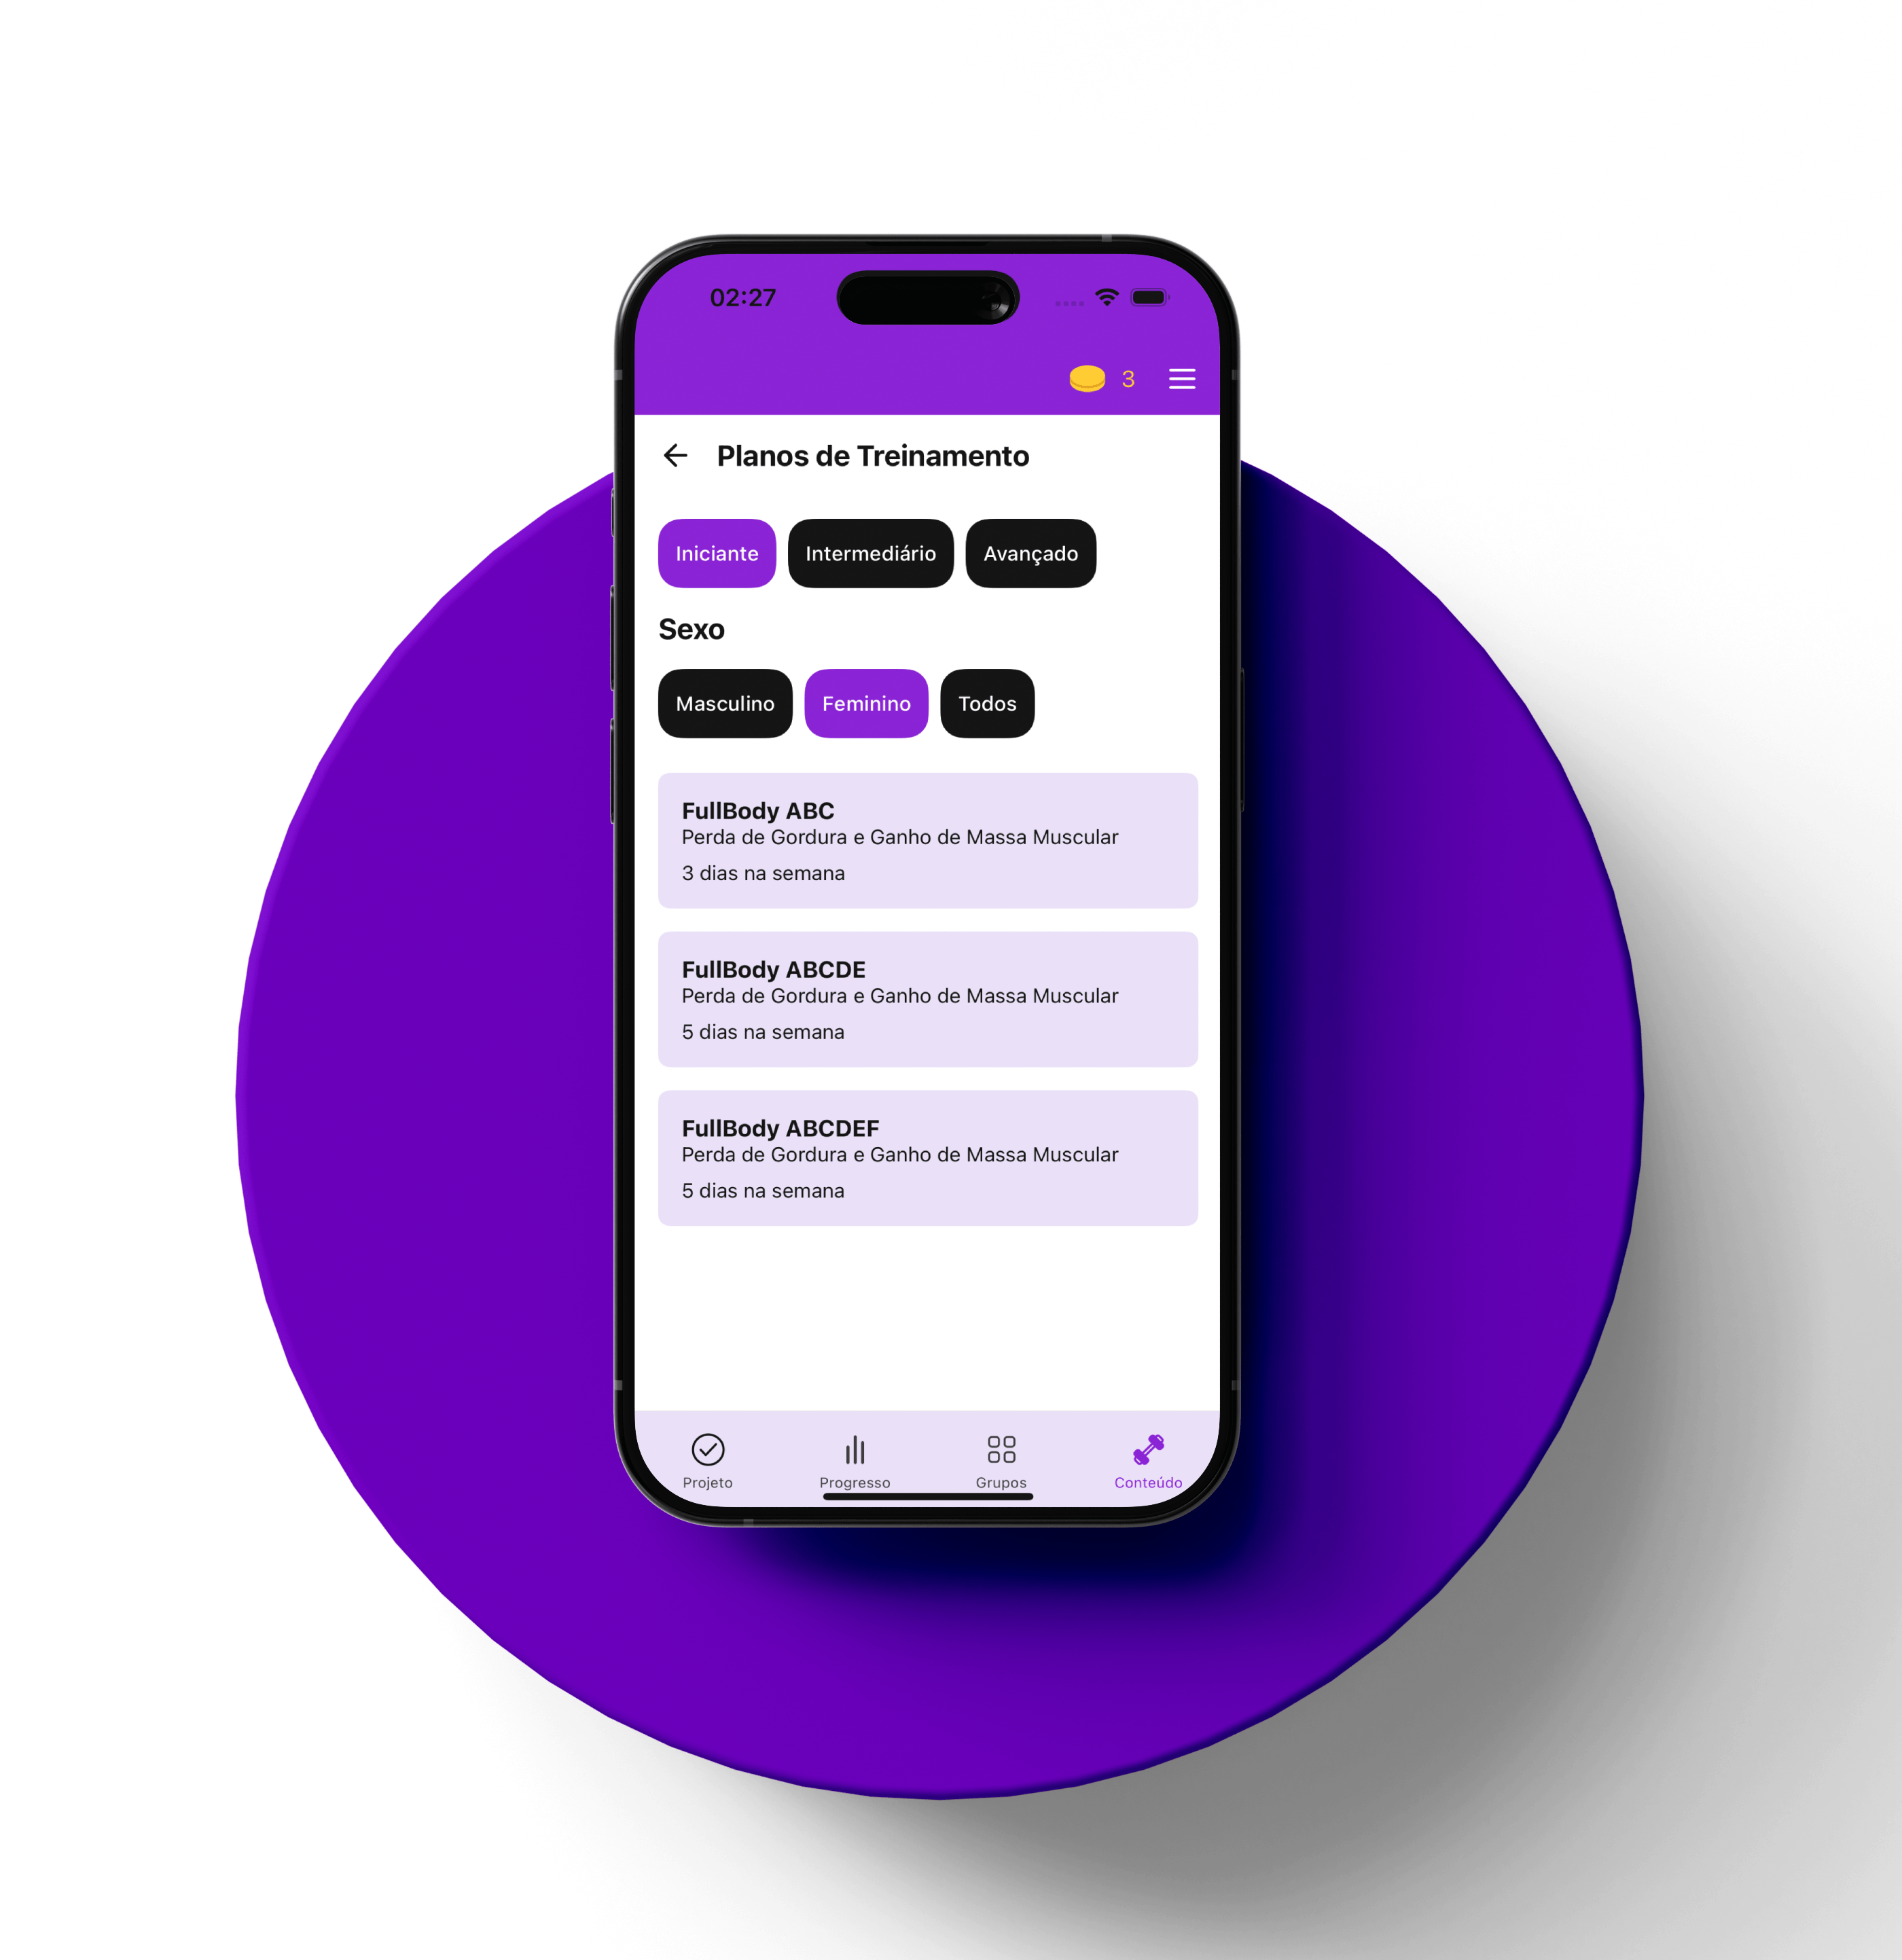 02:27
3
Planos de Treinamento
Iniciante Intermediário Avançado
Sexo
Masculino Feminino Todos
FullBody ABC
Perda de Gordura e Ganho de Massa Muscular
3 dias na semana
FullBody ABCDE
Perda de Gordura e Ganho de Massa Muscular
5 dias na semana
FullBody ABCDEF
Perda de Gordura e Ganho de Massa Muscular
5 dias na semana
Projeto Progresso Grupos Conteúdo